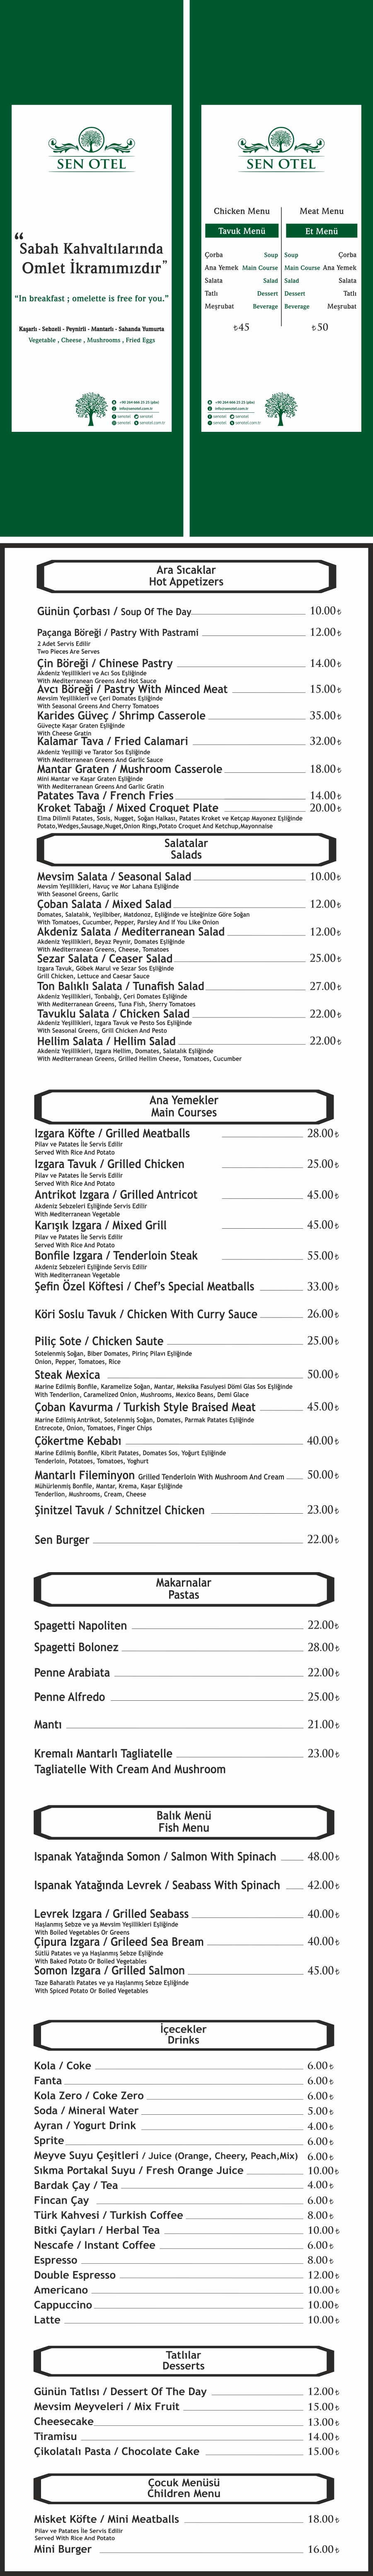 SEN OTEL
“
Sabah Kahvaltılarında
Omlet İkramımızdır”
“In breakfast ; omelette is free for you.”
Kaşarlı - Sebzeli - Peynirli - Mantarlı - Sahanda Yumurta
Vegetable , Cheese , Mushrooms , Fried Eggs
+90 264 666 25 25 (pbx)
info@senotel.com.tr
senotel senotel
senotel senotel.com.tr
SEN OTEL
Chicken Menu Meat Menu
Tavuk Menü Et Menü
Çorba Soup Soup Çorba
Ana Yemek Main Course Main Course Ana Yemek
Salata Salad Salad Salata
Tatlı Dessert Dessert Tatlı
Meşrubat Beverage Beverage Meşrubat
₺45 ₺50
+90 264 666 25 25 (pbx)
info@senotel.com.tr
senotel senotel
senotel senotel.com.tr
Ara Sıcaklar
Hot Appetizers
Günün Çorbası / Soup Of The Day 10.00₺
Paçanga Böreği / Pastry With Pastrami 12.00₺
2 Adet Servis Edilir
Two Pieces Are Serves
Çin Böreği / Chinese Pastry 14.00₺
Akdeniz Yeşillikleri ve Acı Sos Eşliğinde
With Mediterranean Greens And Hot Sauce
Avcı Böreği / Pastry With Minced Meat 15.00₺
Mevsim Yeşillikleri ve Çeri Domates Eşliğinde
With Seasonal Greens And Cherry Tomatoes
Karides Güveç / Shrimp Casserole 35.00₺
Güveçte Kaşar Graten Eşliğinde
With Cheese Gratin
Kalamar Tava / Fried Calamari 32.00₺
Akdeniz Yeşilliği ve Tarator Sos Eşliğinde
With Mediterranean Greens And Garlic Sauce
Mantar Graten / Mushroom Casserole 18.00₺
Mini Mantar ve Kaşar Graten Eşliğinde
With Mediterranean Greens And Garlic Gratin
Patates Tava / French Fries 14.00₺
Kroket Tabağı / Mixed Croquet Plate 20.00₺
Elma Dilimli Patates, Sosis, Nugget, Soğan Halkası, Patates Kroket ve Ketçap Mayonez Eşliğinde
Potato,Wedges,Sausage,Nuget,Onion Rings,Potato Croquet And Ketchup,Mayonnaise
Salatalar
Salads
Mevsim Salata / Seasonal Salad 10.00₺
Mevsim Yeşillikleri, Havuç ve Mor Lahana Eşliğinde
With Seasonel Greens, Garlic
Çoban Salata / Mixed Salad 12.00₺
Domates, Salatalık, Yeşilbiber, Matdonoz, Eşliğinde ve İsteğinize Göre Soğan
With Tomatoes, Cucumber, Pepper, Parsley And If You Like Onion
Akdeniz Salata / Mediterranean Salad 12.00₺
Akdeniz Yeşillikleri, Beyaz Peynir, Domates Eşliğinde
With Mediterranean Greens, Cheese, Tomatoes
Sezar Salata / Ceaser Salad 25.00₺
Izgara Tavuk, Göbek Marul ve Sezar Sos Eşliğinde
Grill Chicken, Lettuce and Caesar Sauce
Ton Balıklı Salata / Tunafish Salad 27.00₺
Akdeniz Yeşillikleri, Tonbalığı, Çeri Domates Eşliğinde
With Mediterranean Greens, Tuna Fish, Sherry Tomatoes
Tavuklu Salata / Chicken Salad 22.00₺
Akdeniz Yeşillikleri, Izgara Tavuk ve Pesto Sos Eşliğinde
With Seasonal Greens, Grill Chicken And Pesto
Hellim Salata / Hellim Salad 22.00₺
Akdeniz Yeşillikleri, Izgara Hellim, Domates, Salatalık Eşliğinde
With Mediterranean Greens, Grilled Hellim Cheese, Tomatoes, Cucumber
Ana Yemekler
Main Courses
Izgara Köfte / Grilled Meatballs 28.00₺
Pilav ve Patates İle Servis Edilir
Served With Rice And Potato
Izgara Tavuk / Grilled Chicken 25.00₺
Pilav ve Patates İle Servis Edilir
Served With Rice And Potato
Antrikot Izgara / Grilled Antricot 45.00₺
Akdeniz Sebzeleri Eşliğinde Servis Edilir
With Mediterranean Vegetable
Karışık Izgara / Mixed Grill 45.00₺
Pilav ve Patates İle Servis Edilir
Served With Rice And Potato
Bonfile Izgara / Tenderloin Steak 55.00₺
Akdeniz Sebzeleri Eşliğinde Servis Edilir
With Mediterranean Vegetable
Şefin Özel Köftesi / Chef’s Special Meatballs 33.00₺
Köri Soslu Tavuk / Chicken With Curry Sauce 26.00₺
Piliç Sote / Chicken Saute 25.00₺
Sotelenmiş Soğan, Biber Domates, Pirinç Pilavı Eşliğinde
Onion, Pepper, Tomatoes, Rice
Steak Mexica 50.00₺
Marine Edilmiş Bonfile, Karamelize Soğan, Mantar, Meksika Fasulyesi Dömi Glas Sos Eşliğinde
With Tenderlion, Caramelized Onion, Mushrooms, Mexico Beans, Demi Glace
Çoban Kavurma / Turkish Style Braised Meat 45.00₺
Marine Edilmiş Antrikot, Sotelenmiş Soğan, Domates, Parmak Patates Eşliğinde
Entrecote, Onion, Tomatoes, Finger Chips
Çökertme Kebabı 40.00₺
Marine Edilmiş Bonfile, Kibrit Patates, Domates Sos, Yoğurt Eşliğinde
Tenderloin, Potatoes, Tomatoes, Yoghurt
Mantarlı Fileminyon Grilled Tenderloin With Mushroom And Cream 50.00₺
Mühürlenmiş Bonfile, Mantar, Krema, Kaşar Eşliğinde
Tenderlion, Mushrooms, Cream, Cheese
Şinitzel Tavuk / Schnitzel Chicken 23.00₺
Sen Burger 22.00₺
Makarnalar
Pastas
Spagetti Napoliten 22.00₺
Spagetti Bolonez 28.00₺
Penne Arabiata 22.00₺
Penne Alfredo 25.00₺
Mantı 21.00₺
Kremalı Mantarlı Tagliatelle 23.00₺
Tagliatelle With Cream And Mushroom
Balık Menü
Fish Menu
Ispanak Yatağında Somon / Salmon With Spinach 48.00₺
Ispanak Yatağında Levrek / Seabass With Spinach 42.00₺
Levrek Izgara / Grilled Seabass 40.00₺
Haşlanmış Sebze ve ya Mevsim Yeşillikleri Eşliğinde
With Boiled Vegetables Or Greens
Çipura Izgara / Grileed Sea Bream 40.00₺
Sütlü Patates ve ya Haşlanmış Sebze Eşliğinde
With Baked Potato Or Boiled Vegetables
Somon Izgara / Grilled Salmon 45.00₺
Taze Baharatlı Patates ve ya Haşlanmış Sebze Eşliğinde
With Spiced Potato Or Boiled Vegetables
İçecekler
Drinks
Kola / Coke 6.00₺
Fanta 6.00₺
Kola Zero / Coke Zero 6.00₺
Soda / Mineral Water 5.00₺
Ayran / Yogurt Drink 4.00₺
Sprite 6.00₺
Meyve Suyu Çeşitleri / Juice (Orange, Cheery, Peach,Mix) 6.00₺
Sıkma Portakal Suyu / Fresh Orange Juice 10.00₺
Bardak Çay / Tea 4.00₺
Fincan Çay 6.00₺
Türk Kahvesi / Turkish Coffee 8.00₺
Bitki Çayları / Herbal Tea 10.00₺
Nescafe / Instant Coffee 6.00₺
Espresso 8.00₺
Double Espresso 12.00₺
Americano 10.00₺
Cappuccino 10.00₺
Latte 10.00₺
Tatlılar
Desserts
Günün Tatlısı / Dessert Of The Day 12.00₺
Mevsim Meyveleri / Mix Fruit 15.00₺
Cheesecake 13.00₺
Tiramisu 14.00₺
Çikolatalı Pasta / Chocolate Cake 15.00₺
Çocuk Menüsü
Children Menu
Misket Köfte / Mini Meatballs 18.00₺
Pilav ve Patates İle Servis Edilir
Served With Rice And Potato
Mini Burger 16.00₺